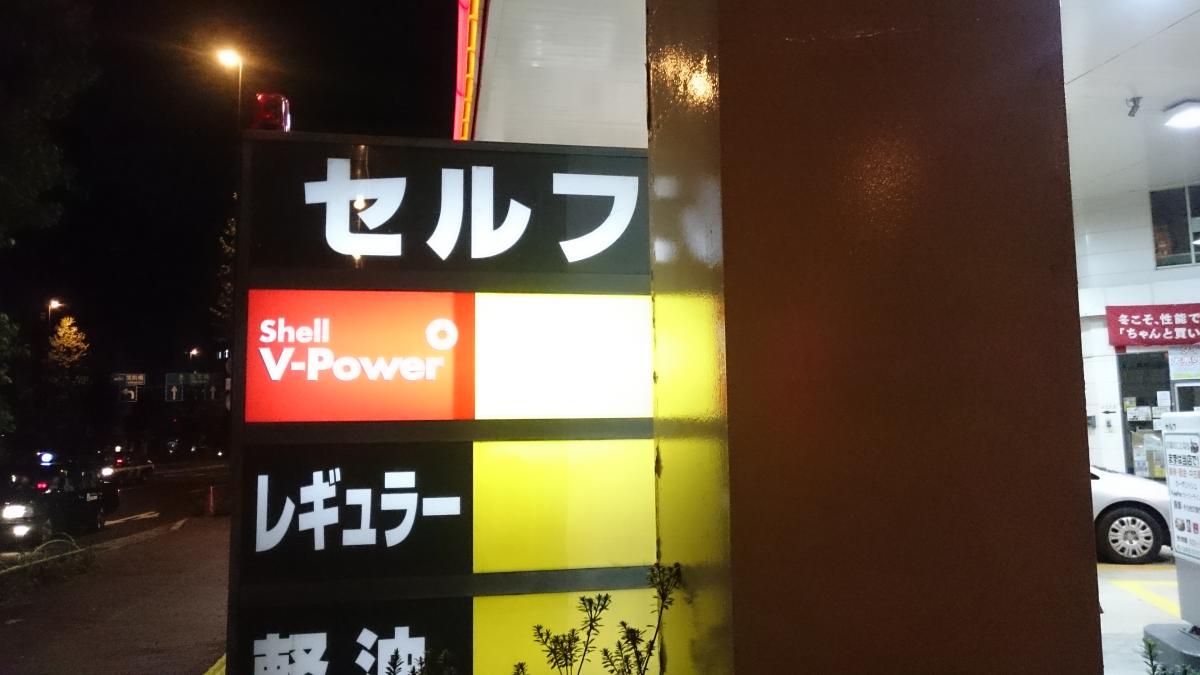 セルフ
Shell
V-Power
レギュラー
軽油
冬こそ、性能で
「ちゃんと買い